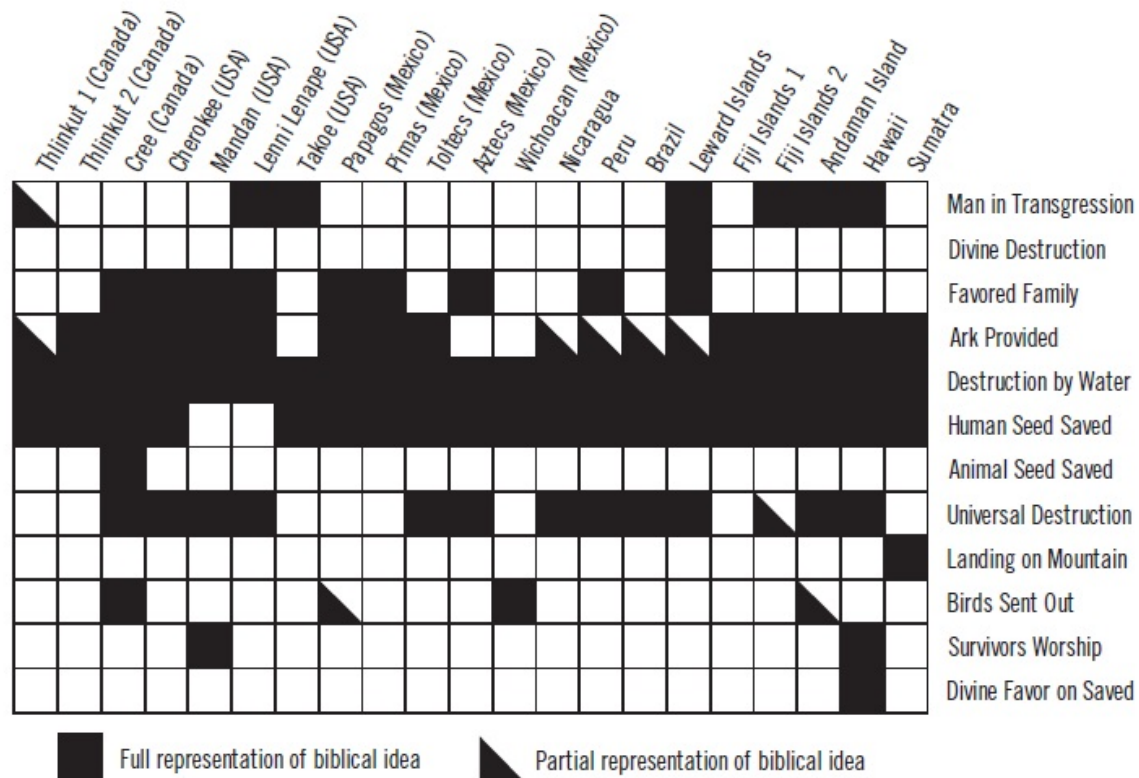 Thlinkut 1 (Canada)
Thlinkut 2 (Canada)
Cree (Canada)
Cherokee (USA)
Mandan (USA)
Lenni Lenape (USA)
Takoe (USA)
Papagos (Mexico)
Pimas (Mexico)
Toltecs (Mexico)
Aztecs (Mexico)
Wichoacan (Mexico)
Nicaragua
Peru
Brazil
Leward Islands
Fiji Islands 1
Fiji Islands 2
Andaman Island
Hawaii
Sumatra
Man in Transgression
Divine Destruction
Favored Family
Ark Provided
Destruction by Water
Human Seed Saved
Animal Seed Saved
Universal Destruction
Landing on Mountain
Birds Sent Out
Survivors Worship
Divine Favor on Saved
Full representation of biblical idea
Partial representation of biblical idea